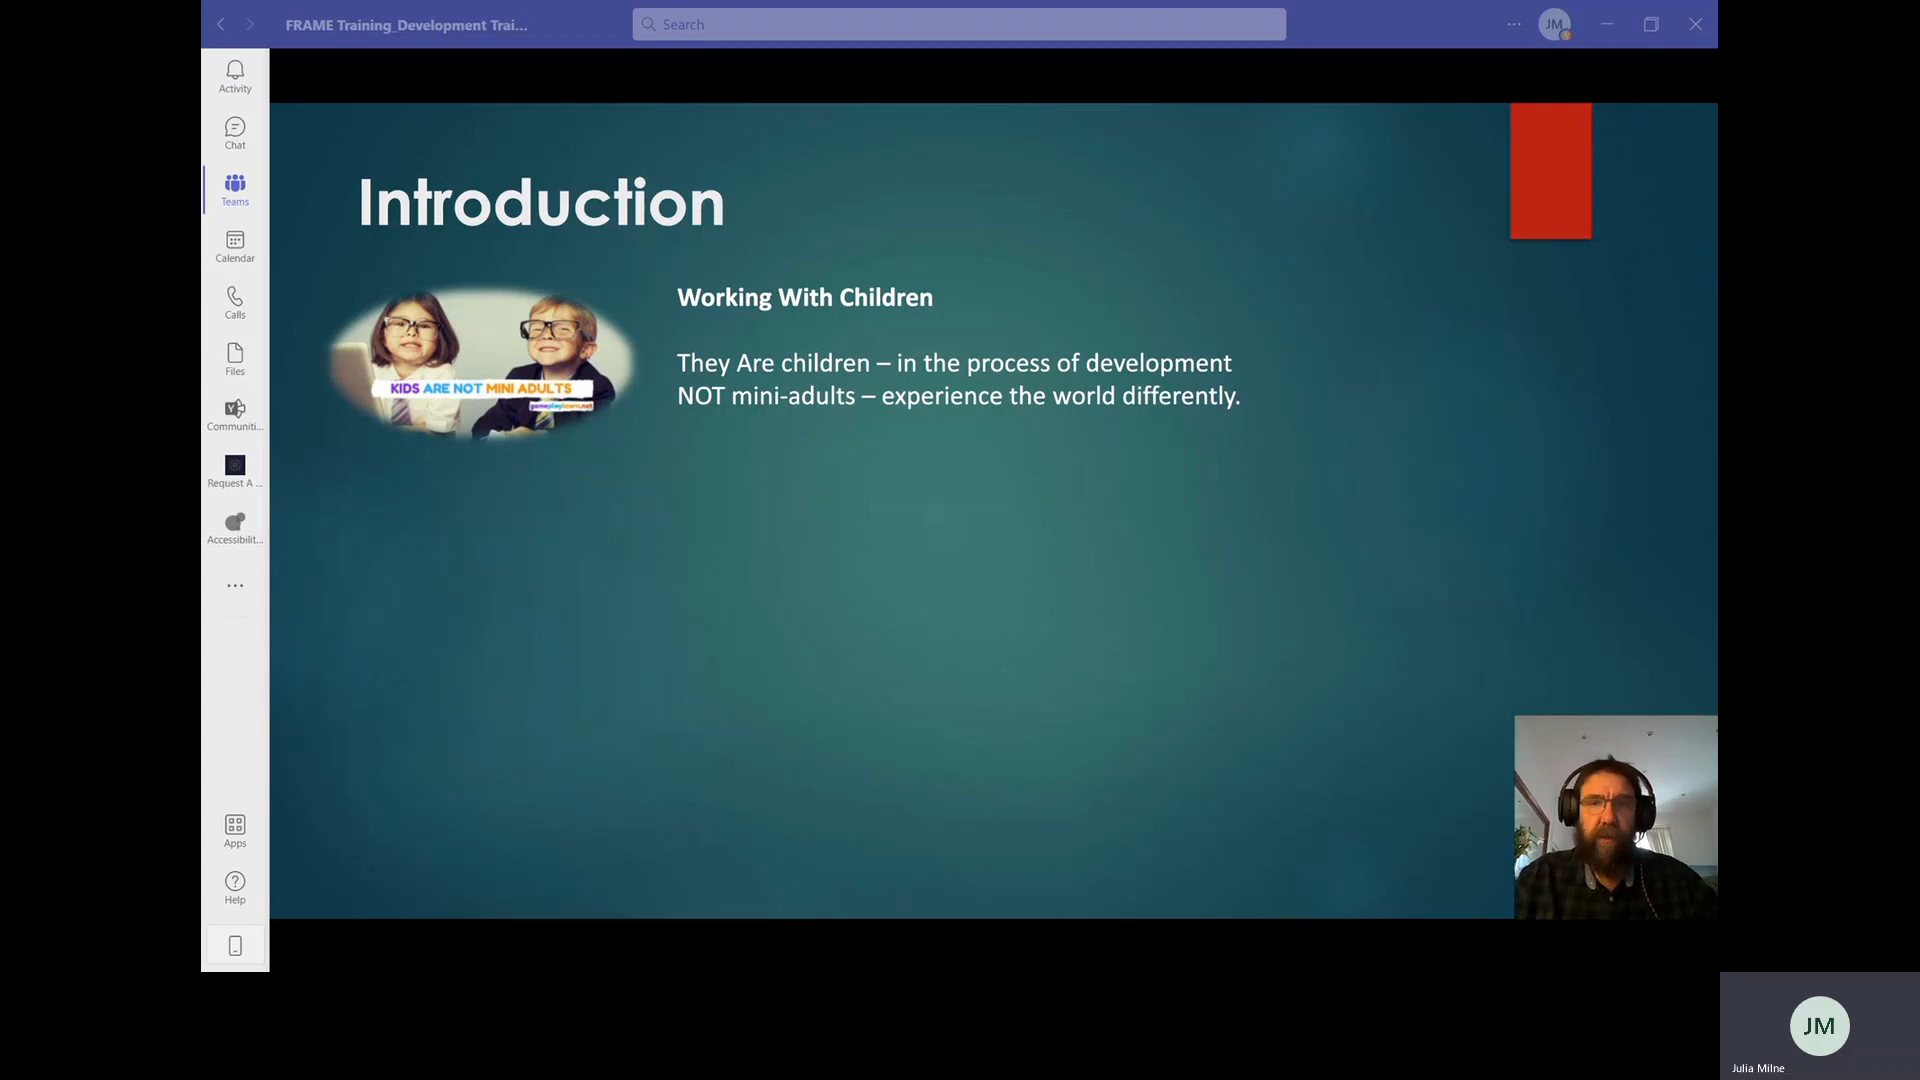 FRAME Training_Development Trai...
Search
JM
Activity
Chat
Teams
Calendar
Calls
Files
Communiti...
Request A ...
Accessibilit...
Apps
Help
Introduction
KIDS ARE NOT MINI ADULTS
gameplaylearn.net
Working With Children
They Are children – in the process of development
NOT mini-adults – experience the world differently.
JM
Julia Milne